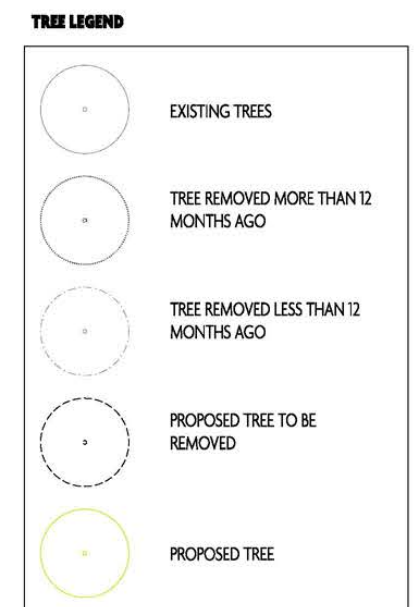 TREE LEGEND
EXISTING TREES
TREE REMOVED MORE THAN 12
MONTHS AGO
TREE REMOVED LESS THAN 12
MONTHS AGO
PROPOSED TREE TO BE
REMOVED
PROPOSED TREE